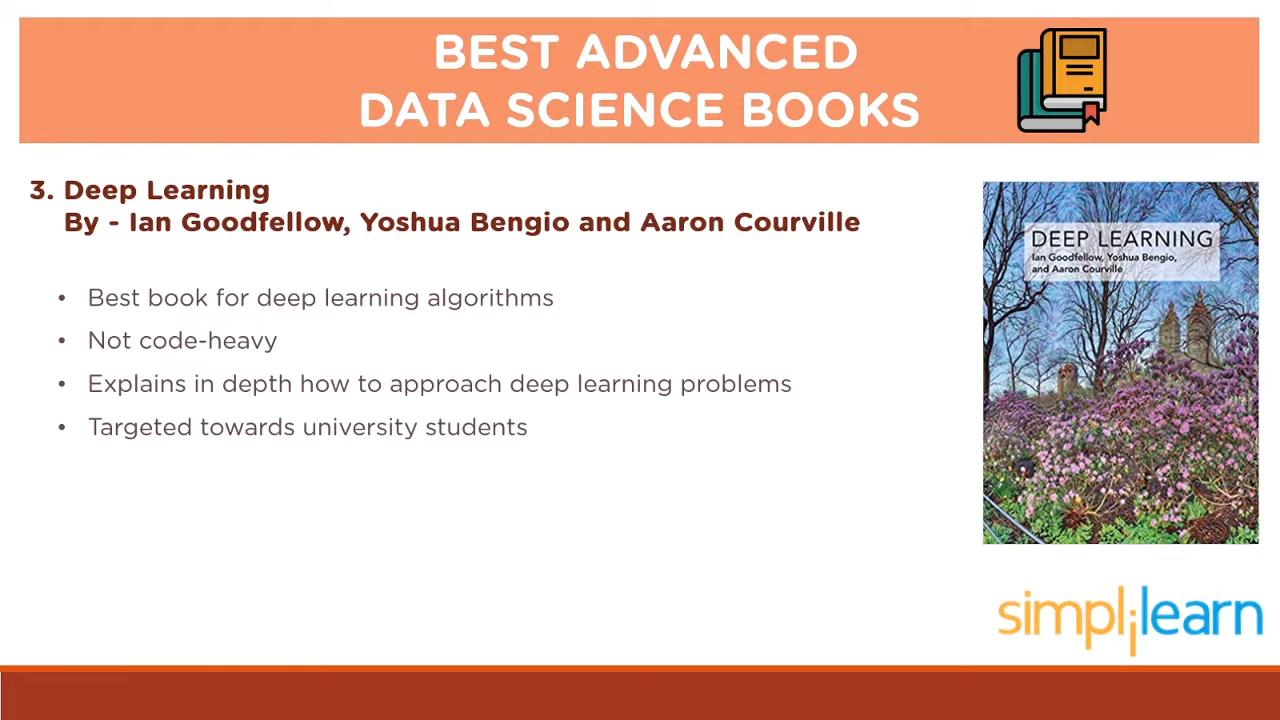 BEST ADVANCED
DATA SCIENCE BOOKS
3. Deep Learning
By - Ian Goodfellow, Yoshua Bengio and Aaron Courville
• Best book for deep learning algorithms
• Not code-heavy
• Explains in depth how to approach deep learning problems
• Targeted towards university students
DEEP LEARNING
Ian Goodfellow, Yoshua Bengio,
and Aaron Courville
simplilearn